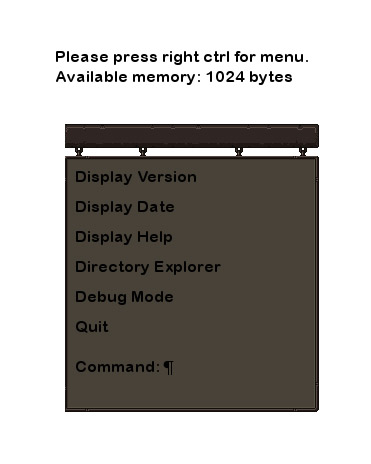 Please press right ctrl for menu.
Available memory: 1024 bytes
Display Version
Display Date
Display Help
Directory Explorer
Debug Mode
Quit
Command: ¶